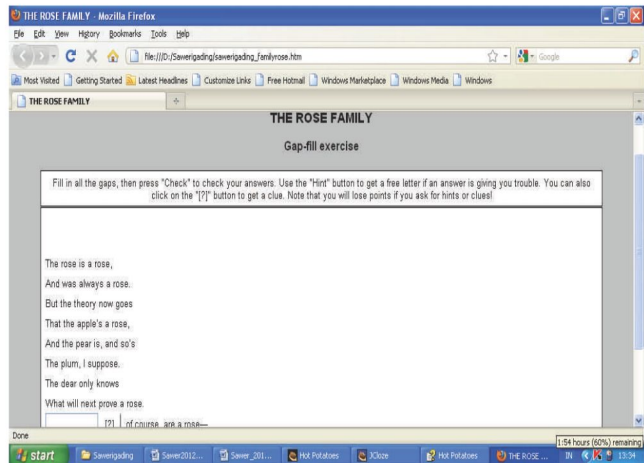 THE ROSE FAMILY - Mozilla Firefox
File Edit View History Bookmarks Tools Help
file:///D:/Sawerigading/sawerigading_familyrose.htm
Google
Most Visited Getting Started Latest Headlines Customize Links Free Hotmail Windows Marketplace Windows Media Windows
THE ROSE FAMILY
THE ROSE FAMILY
Gap-fill exercise
Fill in all the gaps, then press "Check" to check your answers. Use the "Hint" button to get a free letter if an answer is giving you trouble. You can also
click on the "[?]" button to get a clue. Note that you will lose points if you ask for hints or clues!
The rose is a rose,
And was always a rose.
But the theory now goes
That the apple's a rose,
And the pear is, and so's
The plum, I suppose.
The dear only knows
What will next prove a rose.
[?] of course, are a rose—
Done
1:54 hours (60%) remaining
start Sawerigading Sawer2012... Sawer_201... Hot Potatoes JCloze Hot Potatoes THE ROSE ... IN 13:34